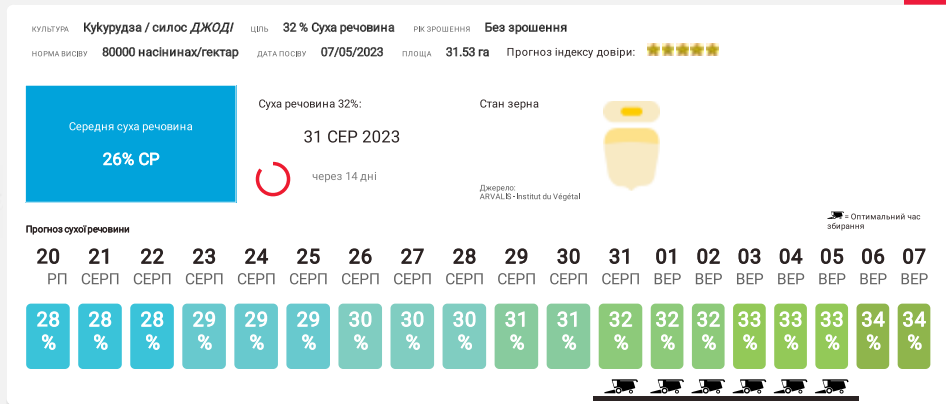 КУЛЬТУРА Кукурудза / силос ДЖОДІ ЦІЛЬ 32 % Суха речовина РІК ЗРОШЕННЯ Без зрошення
НОРМА ВИСІВУ 80000 насінинах/гектар ДАТА ПОСІВУ 07/05/2023 ПЛОЩА 31.53 га Прогноз індексу довіри:
Середня суха речовина
26% СР
Суха речовина 32%:
31 СЕР 2023
через 14 дні
Стан зерна
Джерело:
ARVALIS - Institut du Végétal
= Оптимальний час
збирання
Прогноз сухої речовини
20 21 22 23 24 25 26 27 28 29 30 31 01 02 03 04 05 06 07
РП СЕРП СЕРП СЕРП СЕРП СЕРП СЕРП СЕРП СЕРП СЕРП СЕРП СЕРП ВЕР ВЕР ВЕР ВЕР ВЕР ВЕР ВЕР
28 28 28 29 29 29 30 30 30 31 31 32 32 32 33 33 33 34 34
% % % % % % % % % % % % % % % % % % %